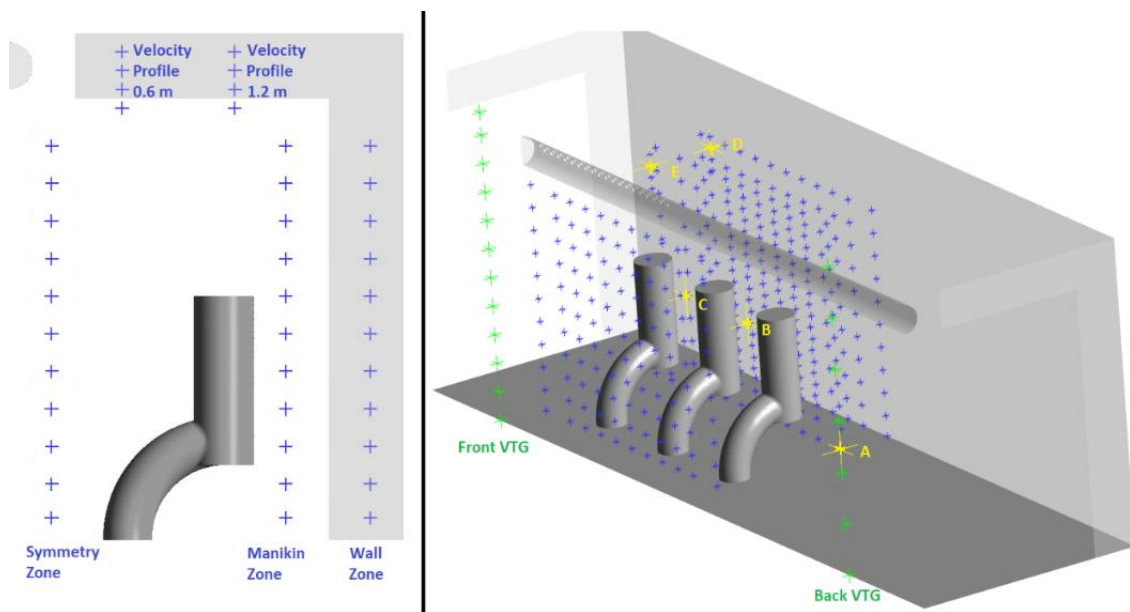 Velocity
Profile
0.6 m
Velocity
Profile
1.2 m
Symmetry
Zone
Manikin
Zone
Wall
Zone
D
E
C
B
A
Front VTG
Back VTG